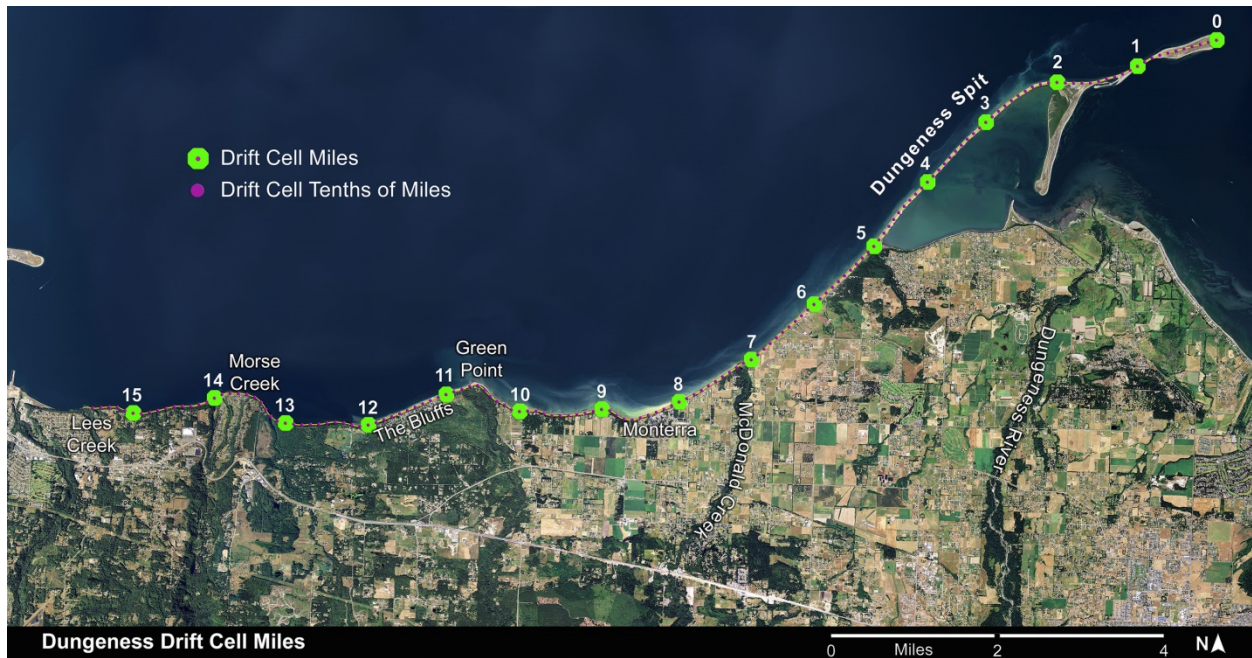 0
1
2
3
Dungeness Spit
4
5
6
7
8
9
10
11
12
13
14
15
Drift Cell Miles
Drift Cell Tenths of Miles
Green
Point
Morse
Creek
The Bluffs
Lees
Creek
Monterra
McDonald Creek
Dungeness River
Dungeness Drift Cell Miles
0 Miles 2 4
N